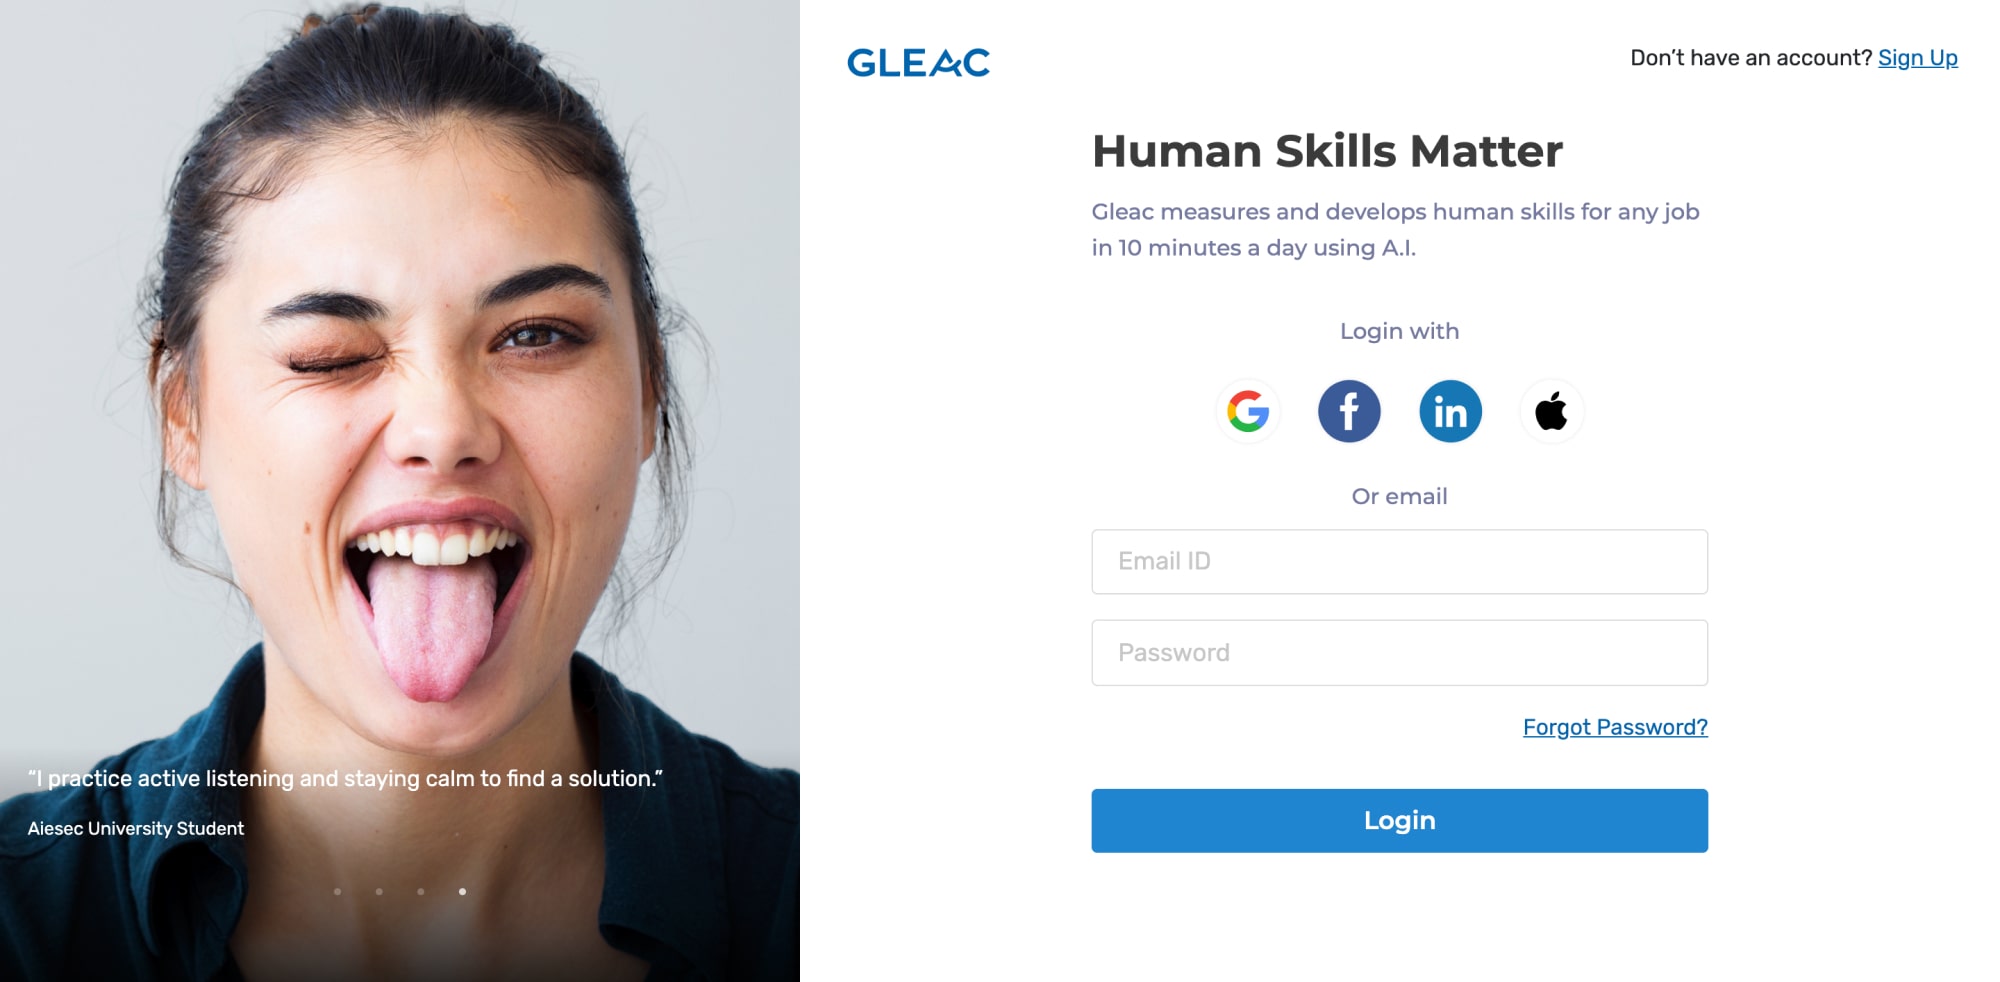 “I practice active listening and staying calm to find a solution.”
Aiesec University Student
GLEAC
Don’t have an account? Sign Up
Human Skills Matter
Gleac measures and develops human skills for any job
in 10 minutes a day using A.I.
Login with
Or email
Email ID
Password
Forgot Password?
Login